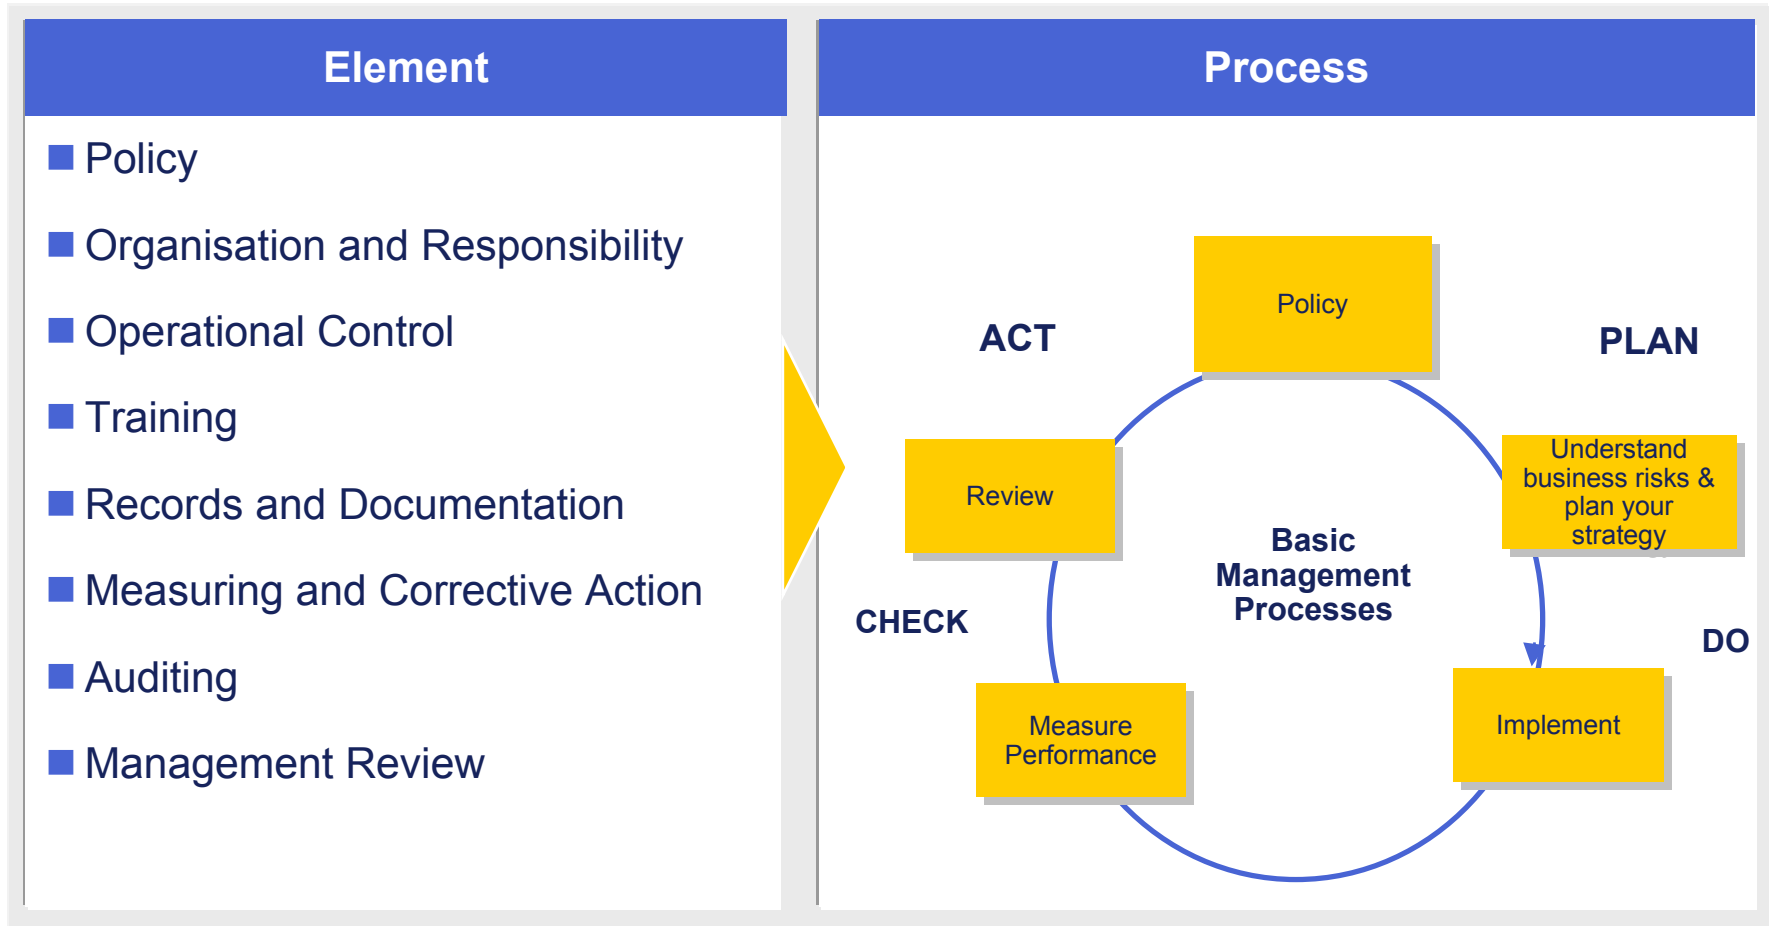 Element
Policy
Organisation and Responsibility
Operational Control
Training
Records and Documentation
Measuring and Corrective Action
Auditing
Management Review
Process
Policy
ACT
PLAN
Understand
business risks &
plan your
strategy
Review
Basic
Management
Processes
CHECK
DO
Measure
Performance
Implement